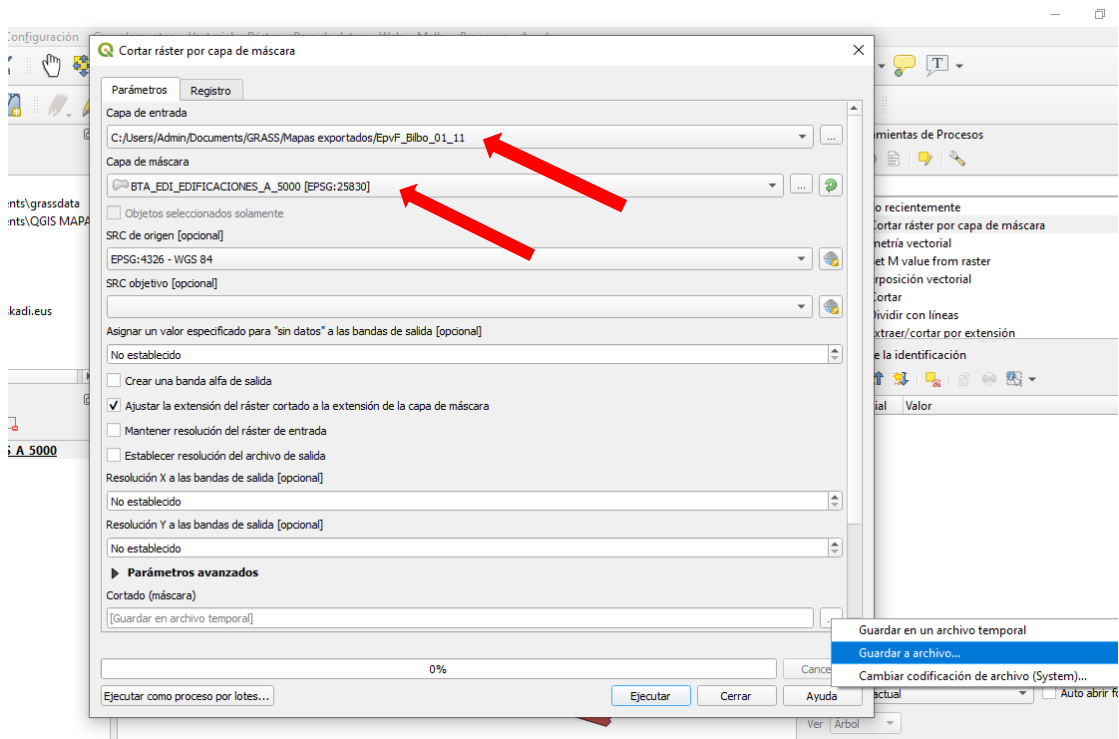 Configuración
Cortar ráster por capa de máscara
Parámetros
Registro
Capa de entrada
C:/Users/Admin/Documents/GRASS/Mapas exportados/EpvF_Bilbo_01_11
...
Capa de máscara
BTA_EDI_EDIFICACIONES_A_5000 [EPSG:25830]
...
Objetos seleccionados solamente
SRC de origen [opcional]
EPSG:4326 - WGS 84
SRC objetivo [opcional]
Asignar un valor especificado para "sin datos" a las bandas de salida [opcional]
No establecido
Crear una banda alfa de salida
Ajustar la extensión del ráster cortado a la extensión de la capa de máscara
Mantener resolución del ráster de entrada
Establecer resolución del archivo de salida
Resolución X a las bandas de salida [opcional]
No establecido
Resolución Y a las bandas de salida [opcional]
No establecido
Parámetros avanzados
Cortado (máscara)
[Guardar en archivo temporal]
0%
Cance
Ejecutar como proceso por lotes...
Ejecutar
Cerrar
Ayuda
Guardar en un archivo temporal
Guardar a archivo...
Cambiar codificación de archivo (System)...
ents\grassdata
ents\QGIS MAPA
skadi.eus
S_A_5000
T
amientas de Procesos
o recientemente
Cortar ráster por capa de máscara
metría vectorial
et M value from raster
rposición vectorial
Cortar
Dividir con líneas
xtraer/cortar por extensión
e la identificación
ial
Valor
actual
Auto abrir fo
Ver
Árbol